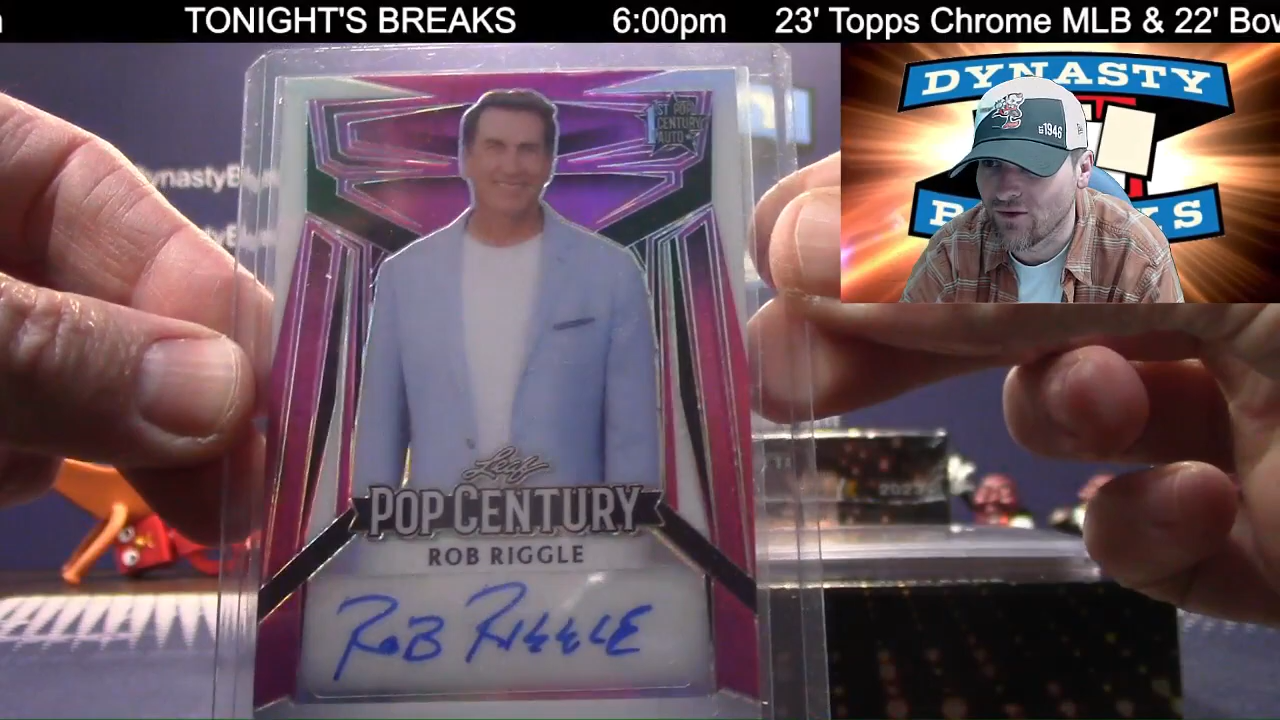 TONIGHT'S BREAKS 6:00pm 23' Topps Chrome MLB & 22' Bow
DYNASTY
1946
1ST POP
CENTURY
AUTO
Leaf
POP CENTURY
ROB RIGGLE
ROB RIGGLE